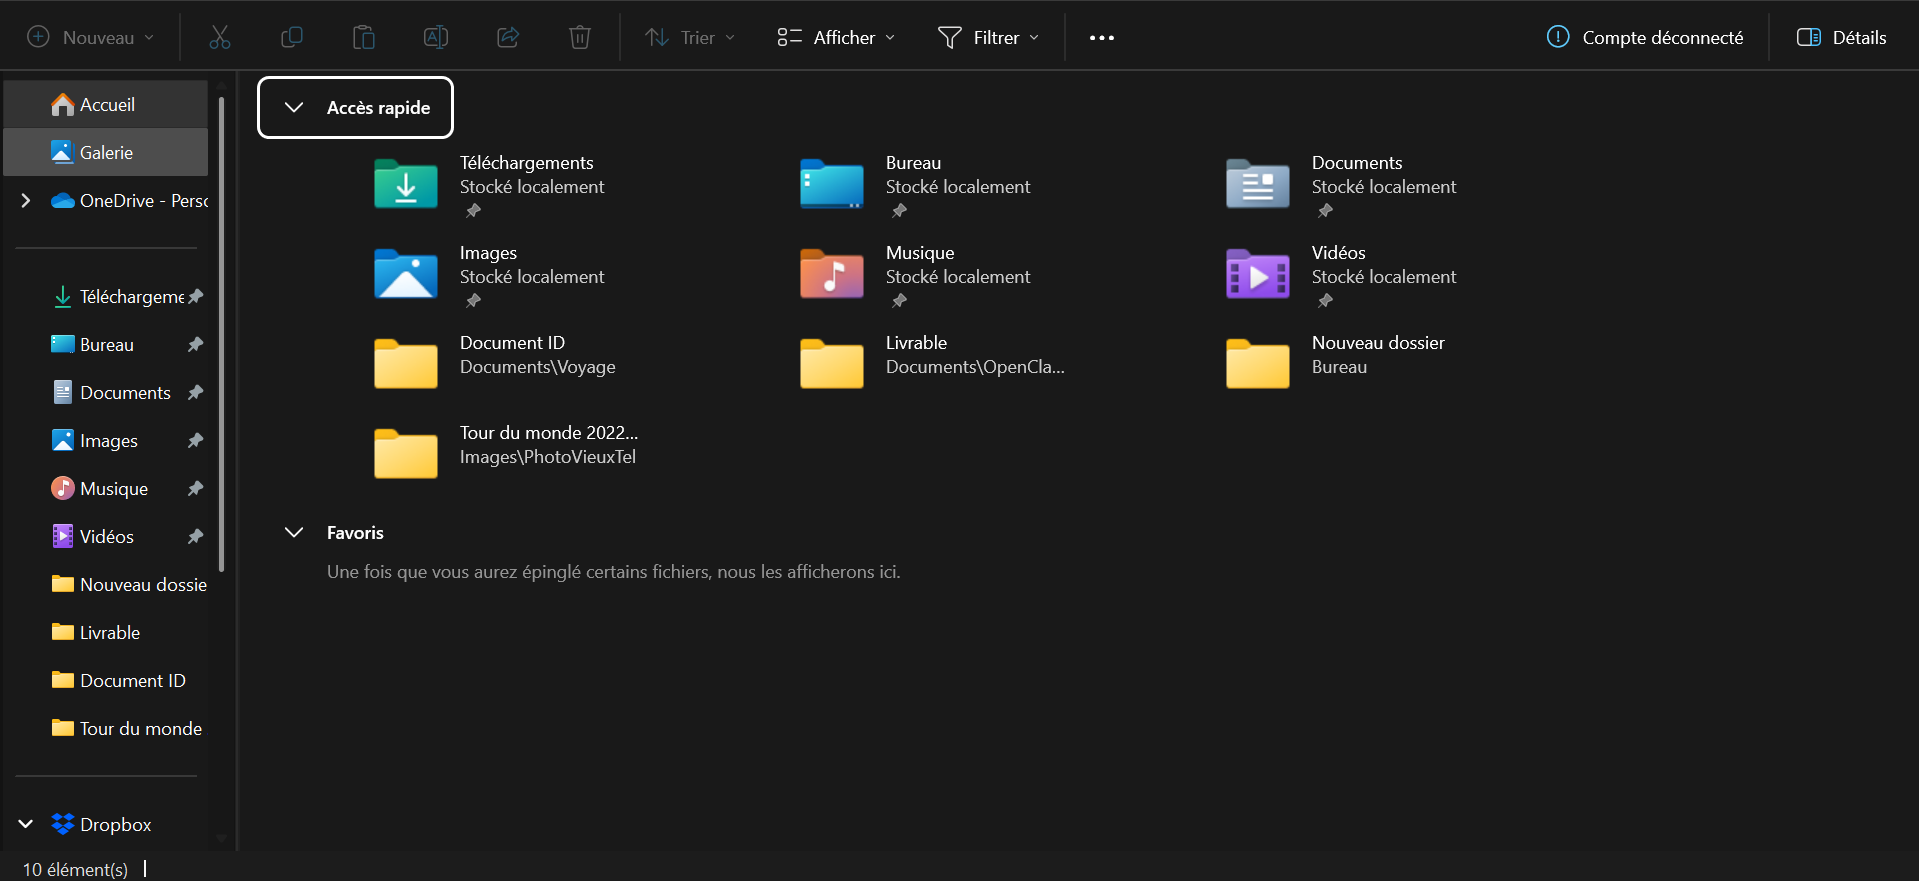 Nouveau
Trier
Afficher
Filtrer
Compte déconnecté
Détails
Accueil
Galerie
OneDrive - Perso
Téléchargeme
Bureau
Documents
Images
Musique
Vidéos
Nouveau dossie
Livrable
Document ID
Tour du monde
Dropbox
Accès rapide
Téléchargements
Stocké localement
Bureau
Stocké localement
Documents
Stocké localement
Images
Stocké localement
Musique
Stocké localement
Vidéos
Stocké localement
Document ID
Documents\Voyage
Livrable
Documents\OpenCla...
Nouveau dossier
Bureau
Tour du monde 2022...
Images\PhotoVieuxTel
Favoris
Une fois que vous aurez épinglé certains fichiers, nous les afficherons ici.
10 élément(s)